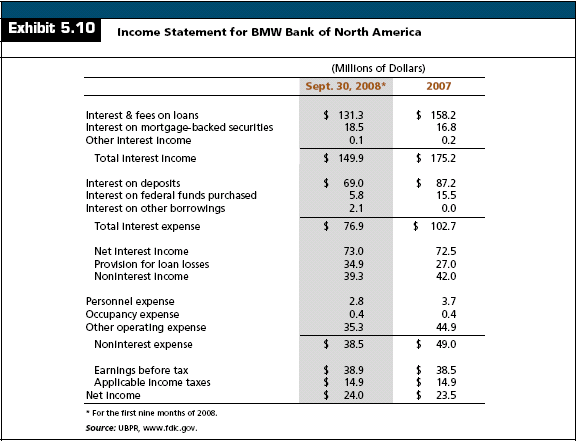 Exhibit 5.10 Income Statement for BMW Bank of North America
(Millions of Dollars)
Sept. 30, 2008* 2007
Interest & fees on loans $ 131.3 $ 158.2
Interest on mortgage-backed securities 18.5 16.8
Other interest income 0.1 0.2
Total interest income $ 149.9 $ 175.2
Interest on deposits $ 69.0 $ 87.2
Interest on federal funds purchased 5.8 15.5
Interest on other borrowings 2.1 0.0
Total interest expense $ 76.9 $ 102.7
Net interest income 73.0 72.5
Provision for loan losses 34.9 27.0
Noninterest income 39.3 42.0
Personnel expense 2.8 3.7
Occupancy expense 0.4 0.4
Other operating expense 35.3 44.9
Noninterest expense $ 38.5 $ 49.0
Earnings before tax $ 38.9 $ 38.5
Applicable income taxes $ 14.9 $ 14.9
Net income $ 24.0 $ 23.5
* For the first nine months of 2008.
Source: UBPR, www.fdic.gov.